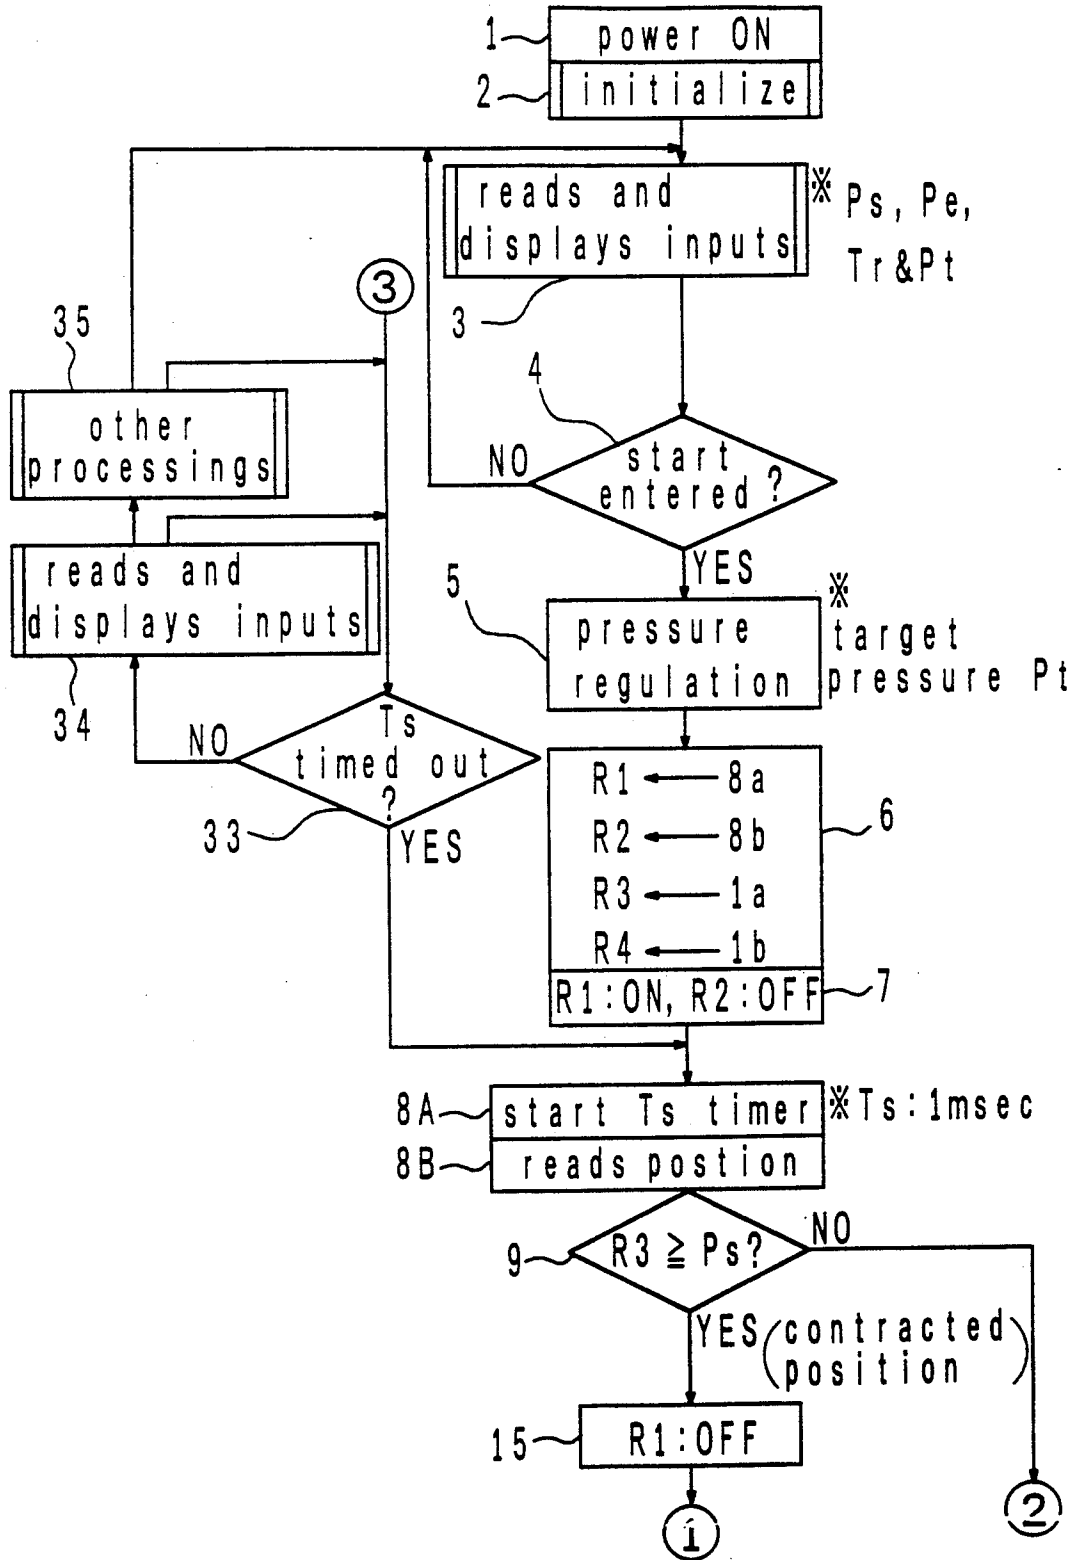 1 power ON
2 initialize
reads and
displays inputs
※ Ps, Pe,
Tr&Pt
3
3
35
other
processings
4
start
entered ?
NO
YES
reads and
displays inputs
34
5
pressure
regulation
※
target
pressure Pt
Ts
timed out
?
NO
33
YES
R1 ← 8a
R2 ← 8b
R3 ← 1a
R4 ← 1b
6
R1:ON, R2:OFF
7
8A start Ts timer ※Ts:1msec
8B reads postion
9 R3 ≧ Ps?
NO
YES (contracted
position)
15 R1:OFF
1
2